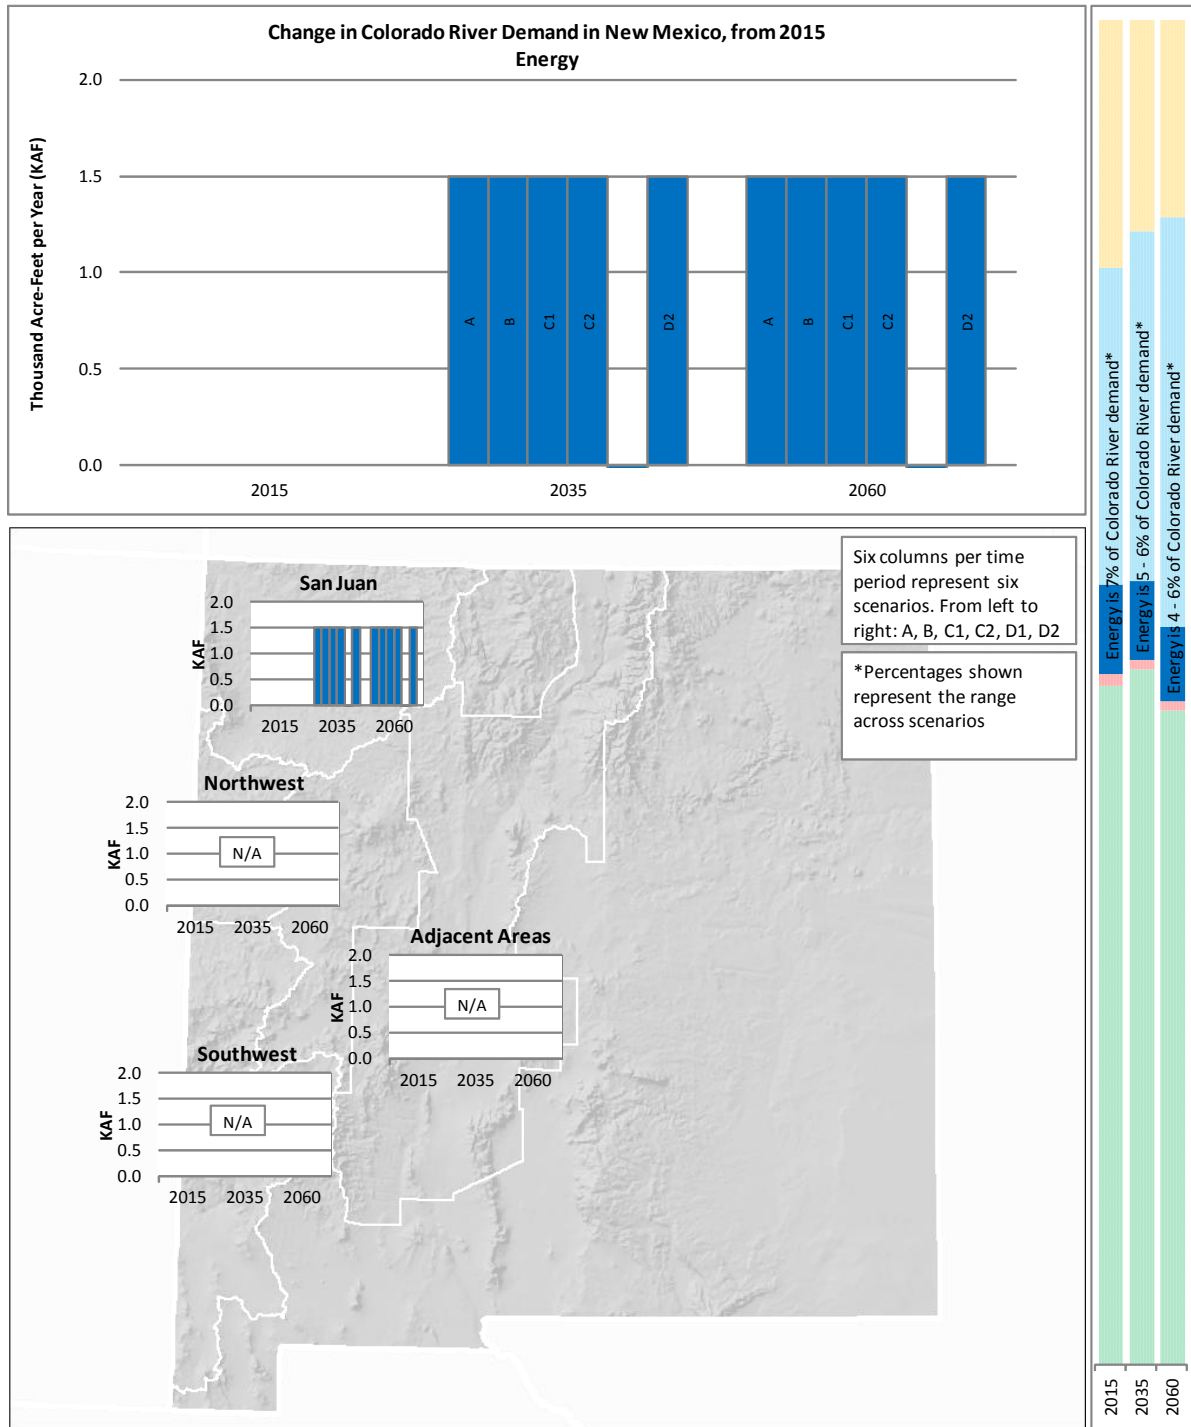 Change in Colorado River Demand in New Mexico, from 2015
Energy
Thousand Acre-Feet per Year (KAF)
2.0
1.5
1.0
0.5
0.0
A
B
C1
C2
D2
A
B
C1
C2
D2
2015
2035
2060
Six columns per time
period represent six
scenarios. From left to
right: A, B, C1, C2, D1, D2
*Percentages shown
represent the range
across scenarios
San Juan
KAF
2.0
1.5
1.0
0.5
0.0
2015 2035 2060
Northwest
KAF
2.0
1.5
1.0
0.5
0.0
N/A
2015 2035 2060
Adjacent Areas
KAF
2.0
1.5
1.0
0.5
0.0
N/A
2015 2035 2060
Southwest
KAF
2.0
1.5
1.0
0.5
0.0
N/A
2015 2035 2060
Energy is 7% of Colorado River demand*
Energy is 5 - 6% of Colorado River demand*
Energy is 4 - 6% of Colorado River demand*
2015
2035
2060